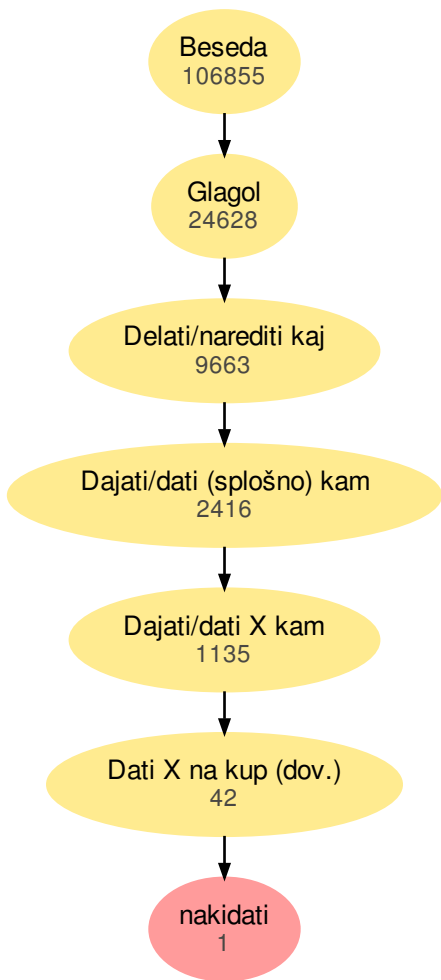 Beseda
106855
Glagol
24628
Delati/narediti kaj
9663
Dajati/dati (splošno) kam
2416
Dajati/dati X kam
1135
Dati X na kup (dov.)
42
nakidati
1